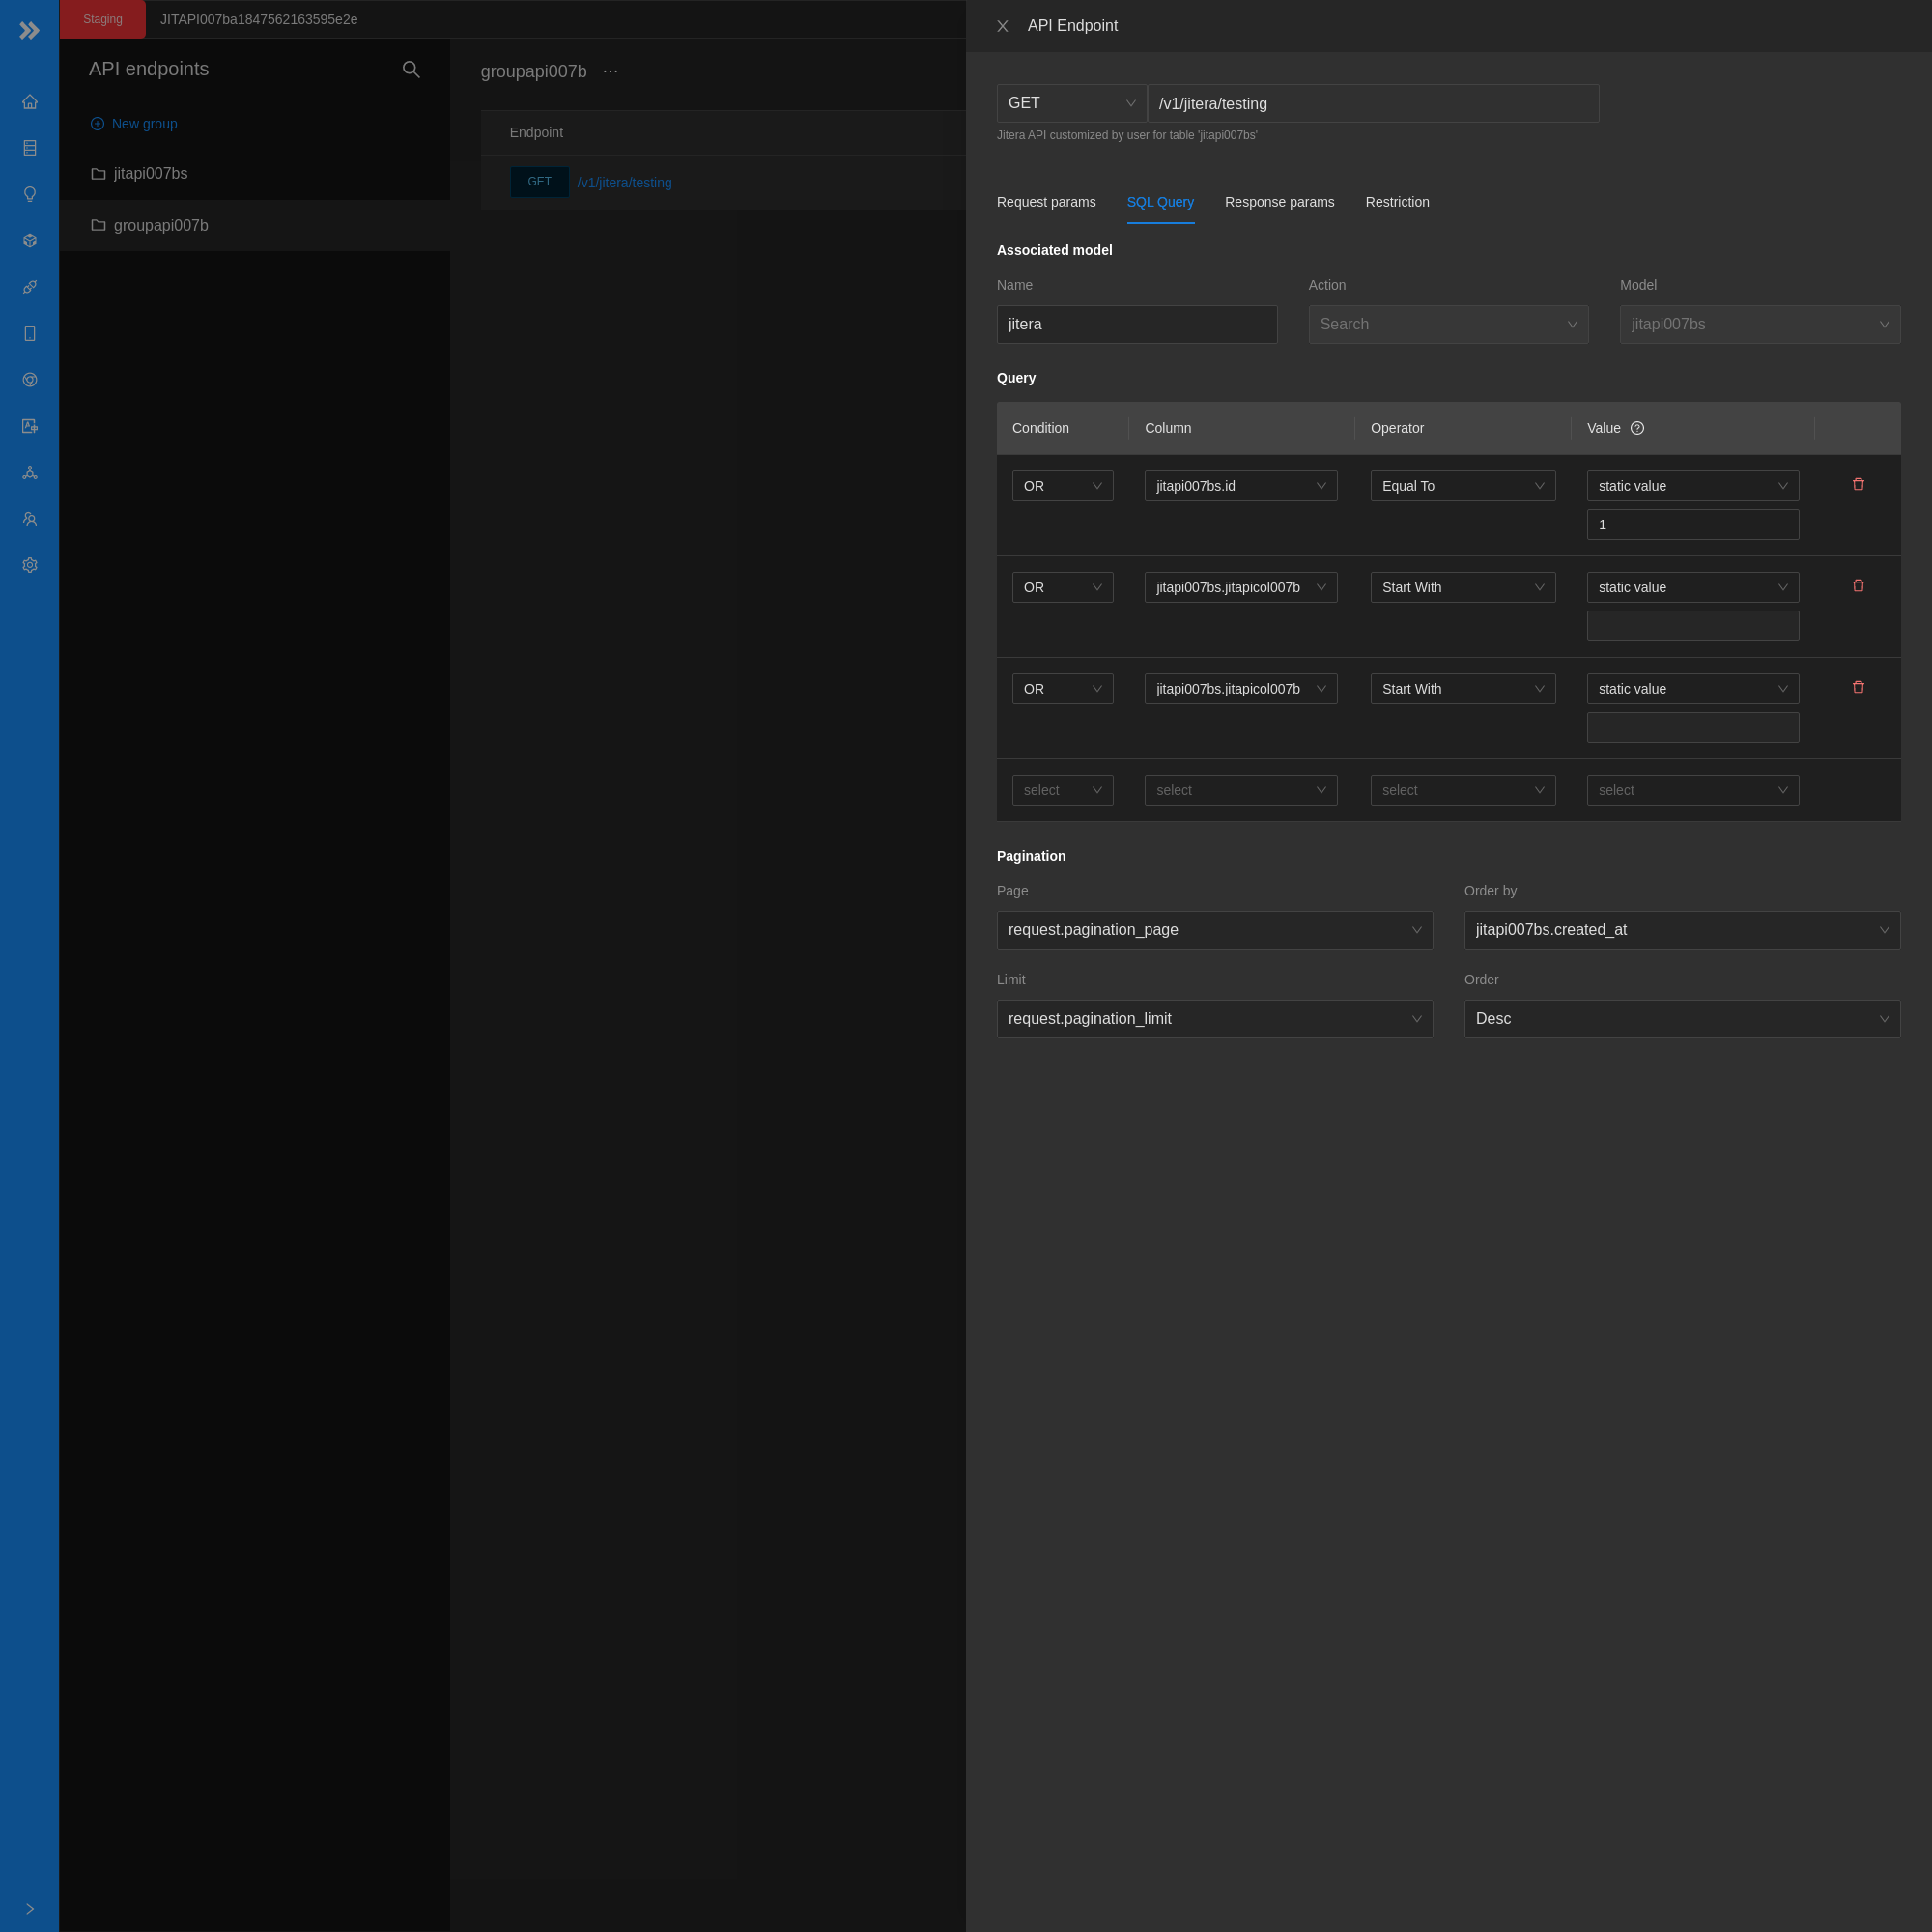 Staging
JITAPI007ba1847562163595e2e
API endpoints
New group
jitapi007bs
groupapi007b
groupapi007b ...
Endpoint
GET /v1/jitera/testing
API Endpoint
GET /v1/jitera/testing
Jitera API customized by user for table 'jitapi007bs'
Request params SQL Query Response params Restriction
Associated model
Name Action Model
jitera Search jitapi007bs
Query
Condition Column Operator Value
OR jitapi007bs.id Equal To static value
1
OR jitapi007bs.jitapicol007b Start With static value
OR jitapi007bs.jitapicol007b Start With static value
select select select select
Pagination
Page Order by
request.pagination_page jitapi007bs.created_at
Limit Order
request.pagination_limit Desc